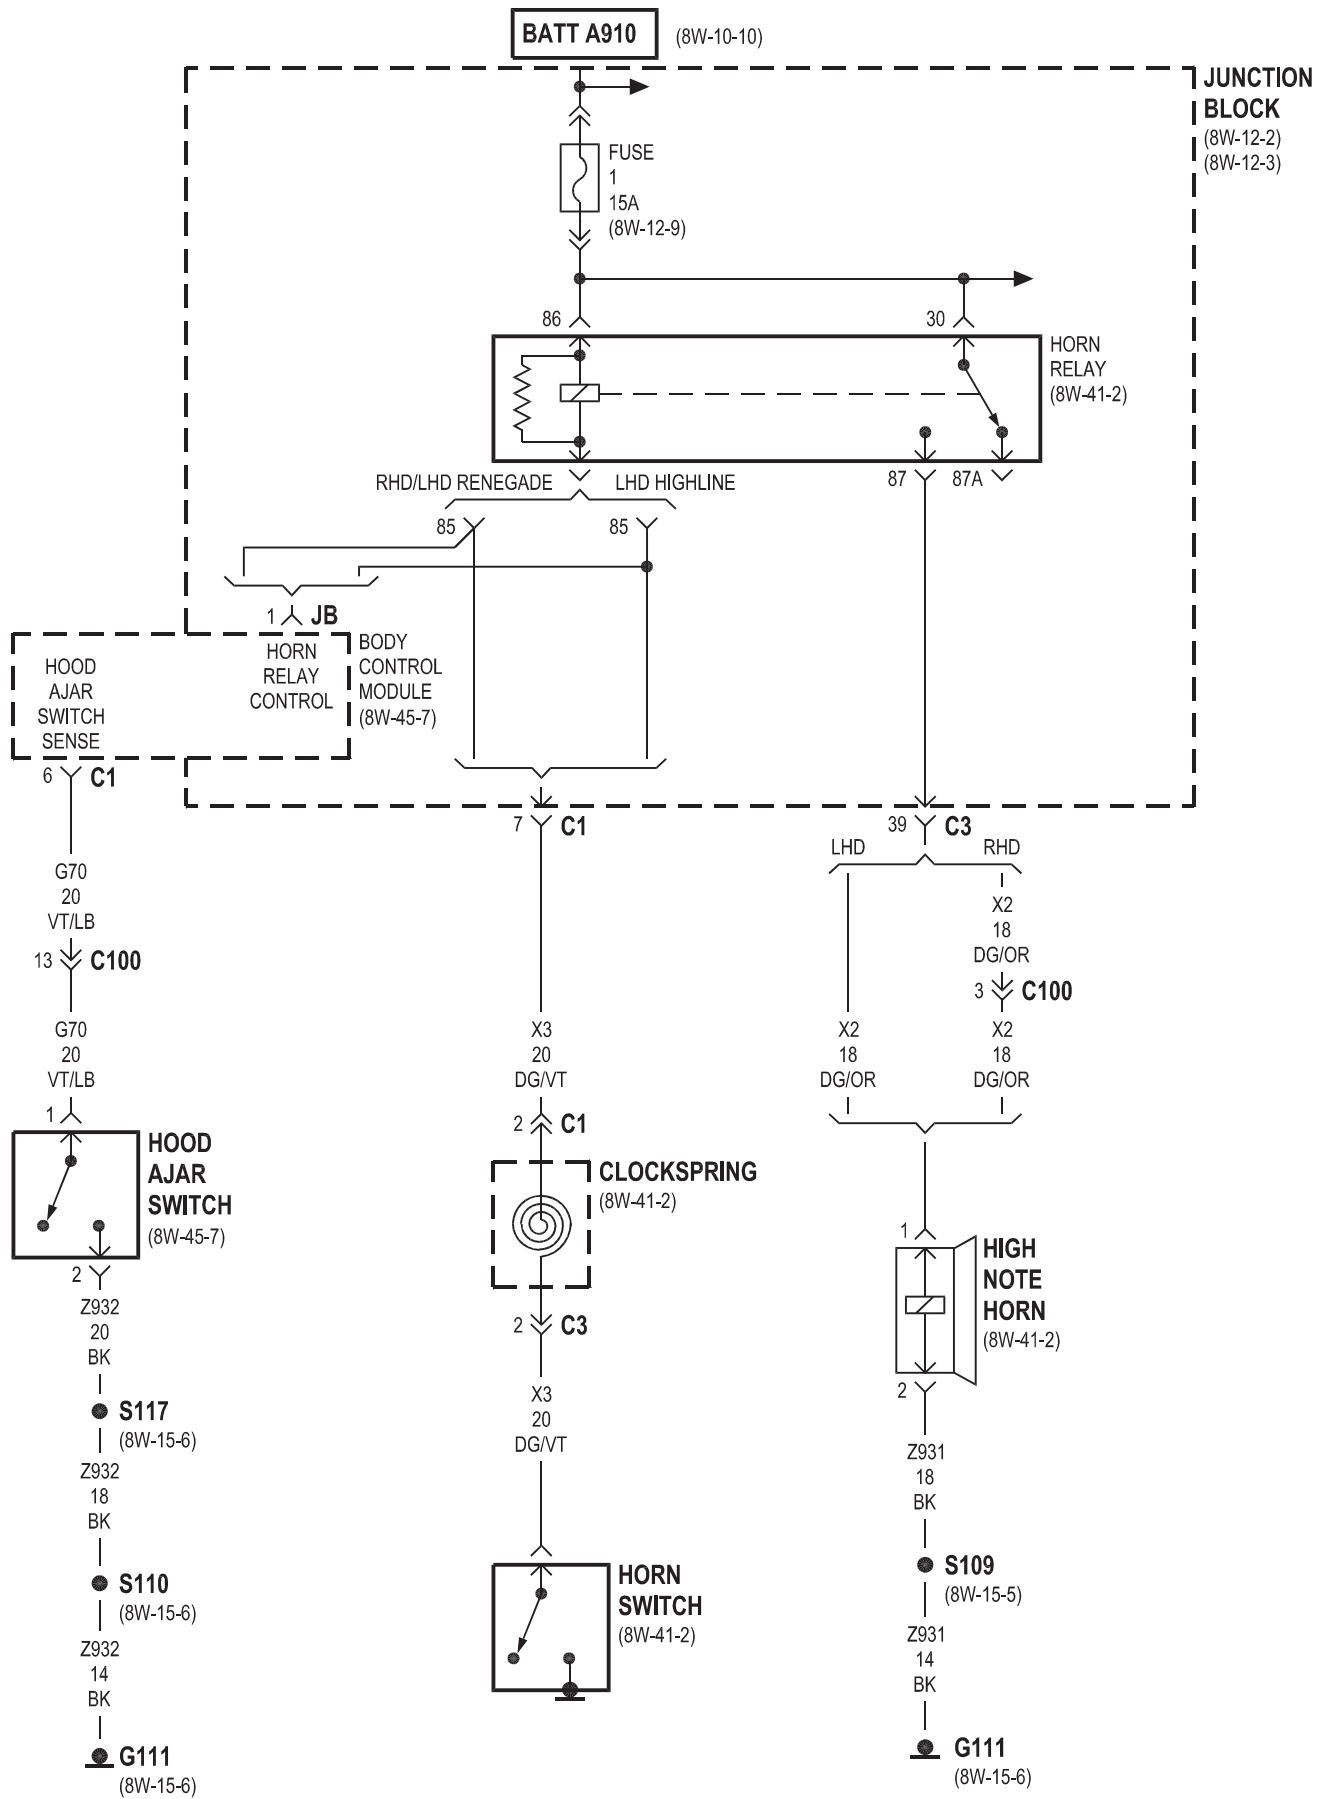 BATT A910
(8W-10-10)
JUNCTION
BLOCK
(8W-12-2)
(8W-12-3)
FUSE
1
15A
(8W-12-9)
86
30
HORN
RELAY
(8W-41-2)
RHD/LHD RENEGADE
LHD HIGHLINE
87
87A
85
85
1
JB
HOOD
AJAR
SWITCH
SENSE
HORN
RELAY
CONTROL
BODY
CONTROL
MODULE
(8W-45-7)
6
C1
7
C1
39
C3
LHD
RHD
G70
20
VT/LB
13
C100
G70
20
VT/LB
1
HOOD
AJAR
SWITCH
(8W-45-7)
2
Z932
20
BK
S117
(8W-15-6)
Z932
18
BK
S110
(8W-15-6)
Z932
14
BK
G111
(8W-15-6)
X3
20
DG/VT
2
C1
CLOCKSPRING
(8W-41-2)
2
C3
X3
20
DG/VT
HORN
SWITCH
(8W-41-2)
X2
18
DG/OR
3
C100
X2
18
DG/OR
X2
18
DG/OR
1
HIGH
NOTE
HORN
(8W-41-2)
2
Z931
18
BK
S109
(8W-15-5)
Z931
14
BK
G111
(8W-15-6)